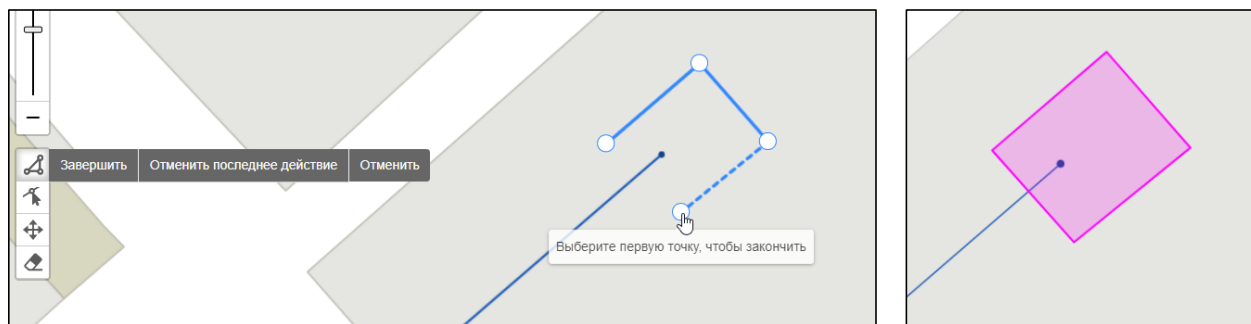 Завершить Отменить последнее действие Отменить
Выберите первую точку, чтобы закончить